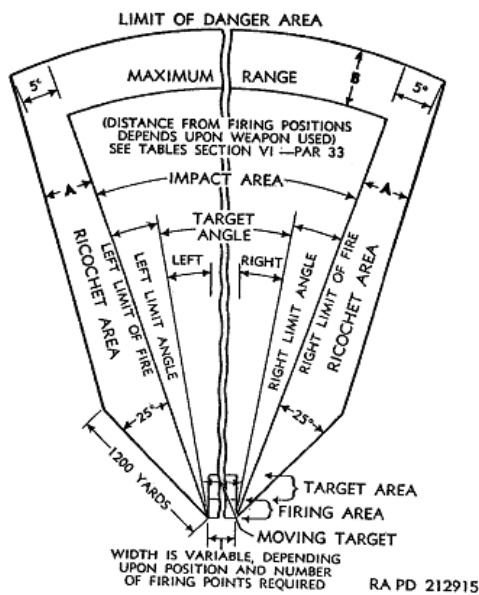 LIMIT OF DANGER AREA
5°
5°
B
MAXIMUM RANGE
(DISTANCE FROM FIRING POSITIONS
DEPENDS UPON WEAPON USED)
SEE TABLES SECTION VI—PAR 33
A
A
IMPACT AREA
TARGET
ANGLE
LEFT
RIGHT
RICOCHET AREA
LEFT LIMIT OF FIRE
LEFT LIMIT ANGLE
RIGHT LIMIT ANGLE
RIGHT LIMIT OF FIRE
RICOCHET AREA
25°
25°
1200 YARDS
TARGET AREA
FIRING AREA
MOVING TARGET
WIDTH IS VARIABLE, DEPENDING
UPON POSITION AND NUMBER
OF FIRING POINTS REQUIRED
RA PD 212915